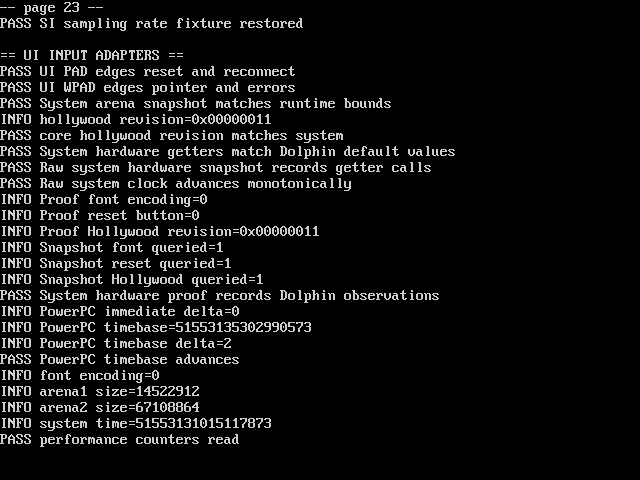 -- page 23 --
PASS SI sampling rate fixture restored
== UI INPUT ADAPTERS ==
PASS UI PAD edges reset and reconnect
PASS UI WPAD edges pointer and errors
PASS System arena snapshot matches runtime bounds
INFO hollywood revision=0x00000011
PASS core hollywood revision matches system
PASS System hardware getters match Dolphin default values
PASS Raw system hardware snapshot records getter calls
PASS Raw system clock advances monotonically
INFO Proof font encoding=0
INFO Proof reset button=0
INFO Proof Hollywood revision=0x00000011
INFO Snapshot font queried=1
INFO Snapshot reset queried=1
INFO Snapshot Hollywood queried=1
PASS System hardware proof records Dolphin observations
INFO PowerPC immediate delta=0
INFO PowerPC timebase=51553135302990573
INFO PowerPC timebase delta=2
PASS PowerPC timebase advances
INFO font encoding=0
INFO arena1 size=14522912
INFO arena2 size=67108864
INFO system time=51553131015117873
PASS performance counters read